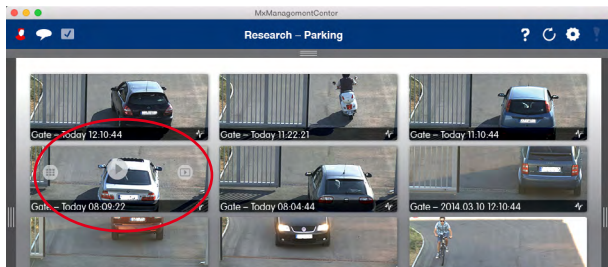 MxManagementCenter
Research – Parking
Gate – Today 12:10:44
Gate – Today 11:22:21
Gate – Today 11:10:44
Gate – Today 08:09:22
Gate – Today 08:04:44
Gate – 2014.03.10 12:10:44